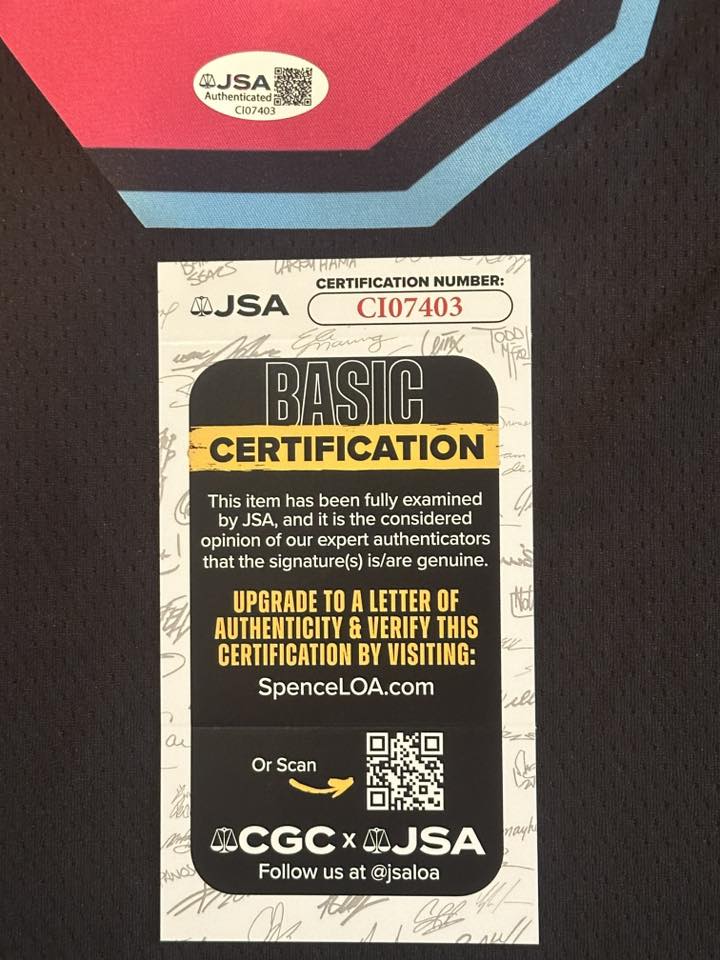 JSA
Authenticated
CI07403
CERTIFICATION NUMBER:
JSA
CI07403
BASIC
CERTIFICATION
This item has been fully examined
by JSA, and it is the considered
opinion of our expert authenticators
that the signature(s) is/are genuine.
UPGRADE TO A LETTER OF
AUTHENTICITY & VERIFY THIS
CERTIFICATION BY VISITING:
SpenceLOA.com
Or Scan
CGC x JSA
Follow us at @jsaloa